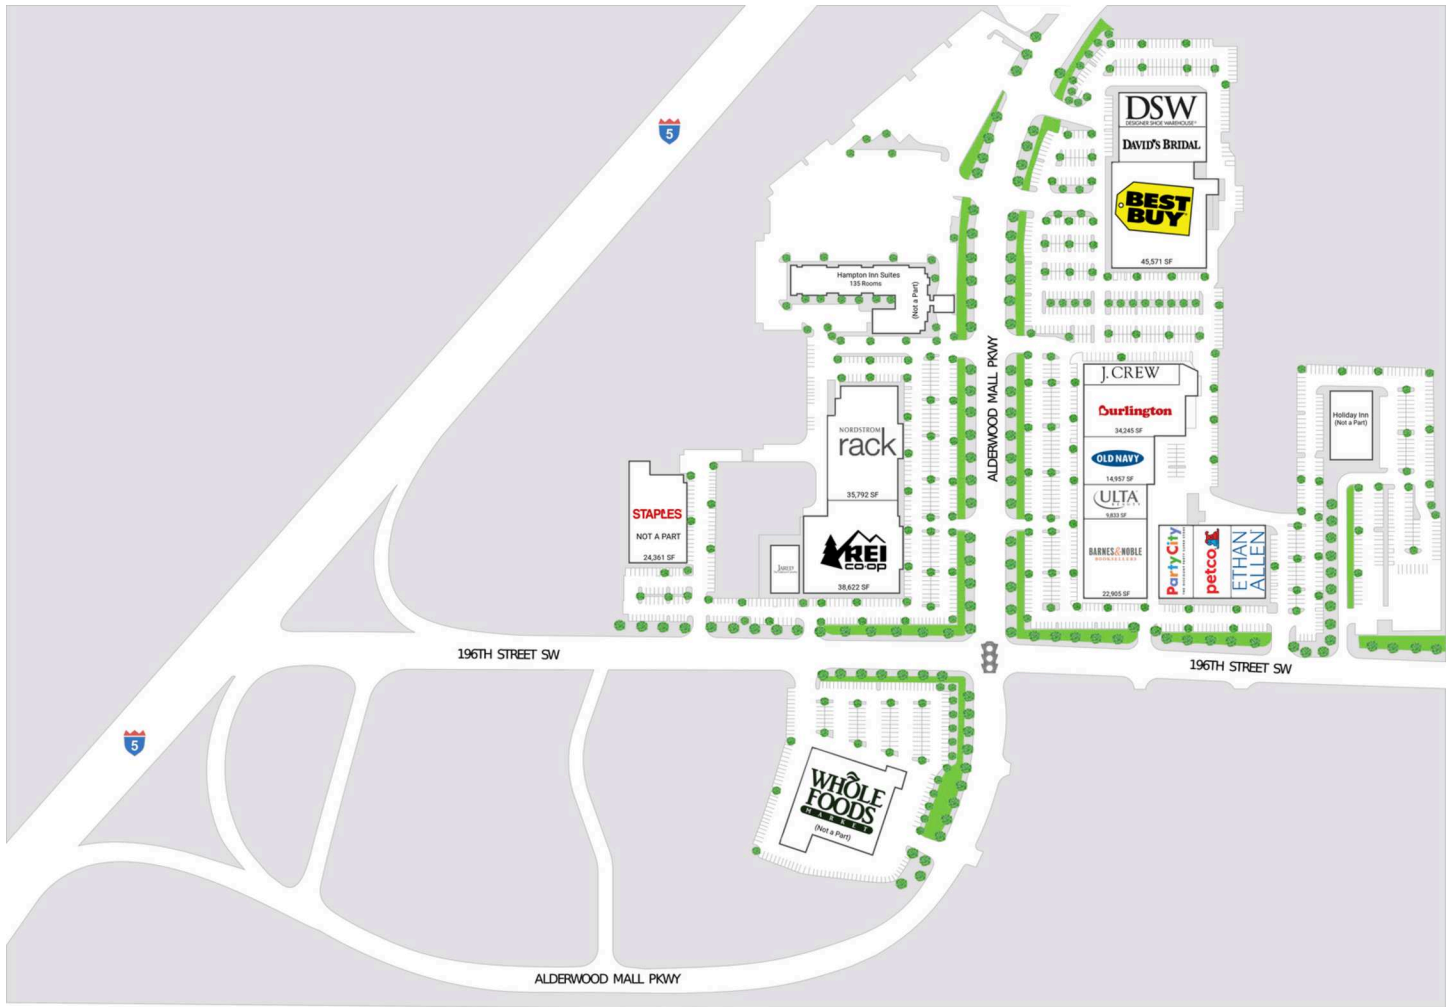 5
DSW
DESIGNER SHOE WAREHOUSE
DAVID'S BRIDAL
BEST
BUY
45,571 SF
Hampton Inn Suites
135 Rooms
(Not a Part)
ALDERWOOD MALL PKWY
J.CREW
Burlington
34,245 SF
OLD NAVY
14,957 SF
ULTA
BEAUTY
9,833 SF
BARNES & NOBLE
BOOKSELLERS
22,905 SF
Party City
petco
ETHAN
ALLEN
Holiday Inn
(Not a Part)
NORDSTROM
rack
35,792 SF
REI
CO·OP
38,622 SF
JARED
STAPLES
NOT A PART
24,361 SF
196TH STREET SW
196TH STREET SW
5
WHOLE
FOODS
MARKET
(Not a Part)
ALDERWOOD MALL PKWY